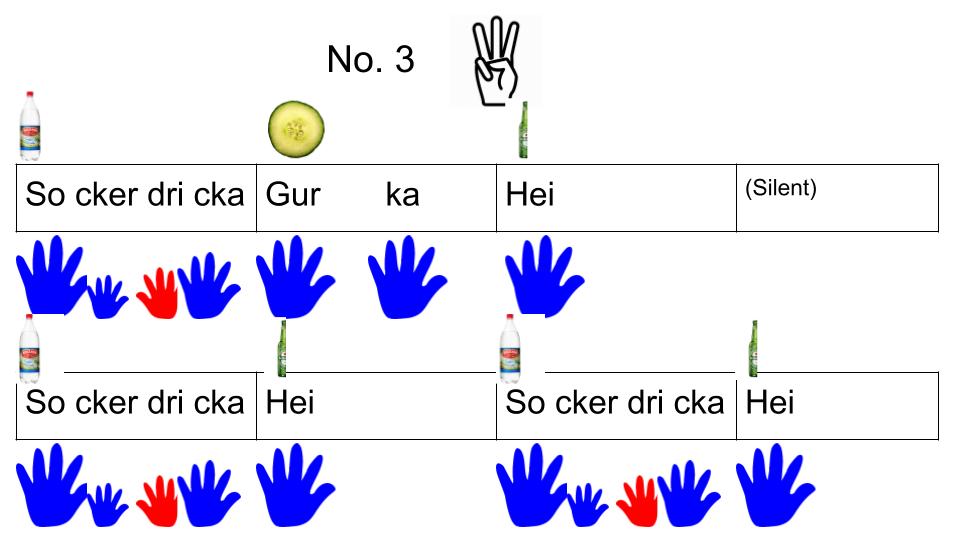 No. 3
So cker dri cka Gur ka Hei (Silent)
So cker dri cka Hei So cker dri cka Hei